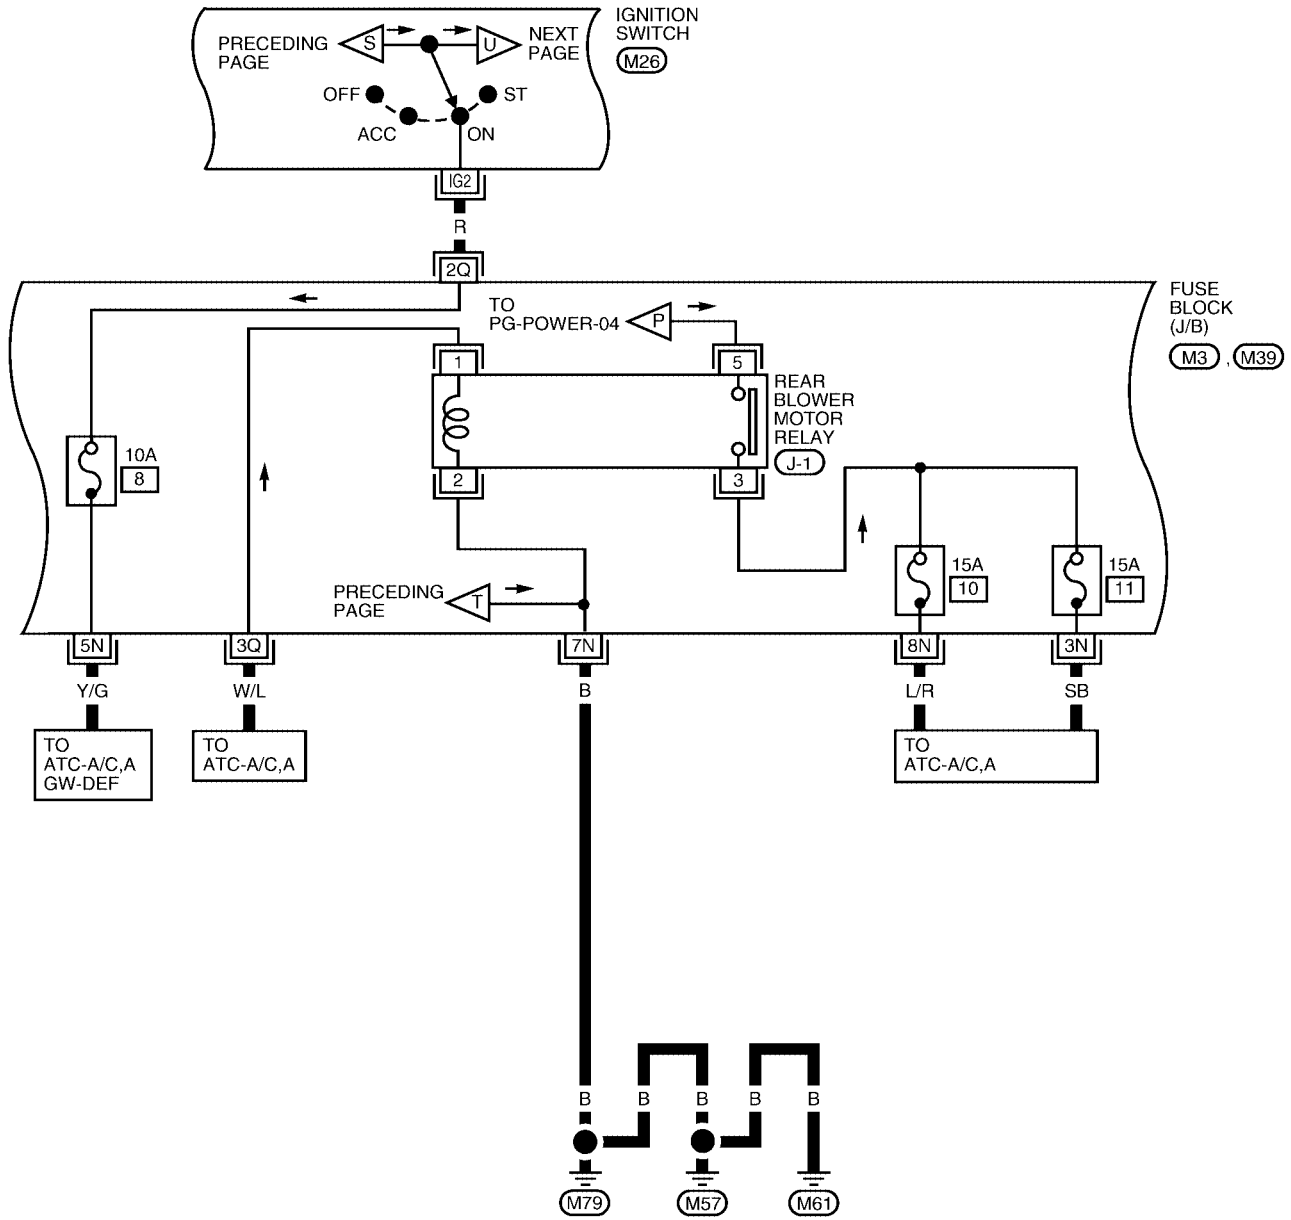 IGNITION
SWITCH
M26
PRECEDING
PAGE
S
U
NEXT
PAGE
OFF
ST
ACC
ON
IG2
R
2Q
FUSE
BLOCK
(J/B)
M3 , M39
TO
PG-POWER-04
P
1
5
REAR
BLOWER
MOTOR
RELAY
J-1
10A
8
2
3
15A
10
15A
11
PRECEDING
PAGE
T
5N
3Q
7N
8N
3N
Y/G
W/L
B
L/R
SB
TO
ATC-A/C,A
GW-DEF
TO
ATC-A/C,A
TO
ATC-A/C,A
B
B
B
B
B
M79
M57
M61